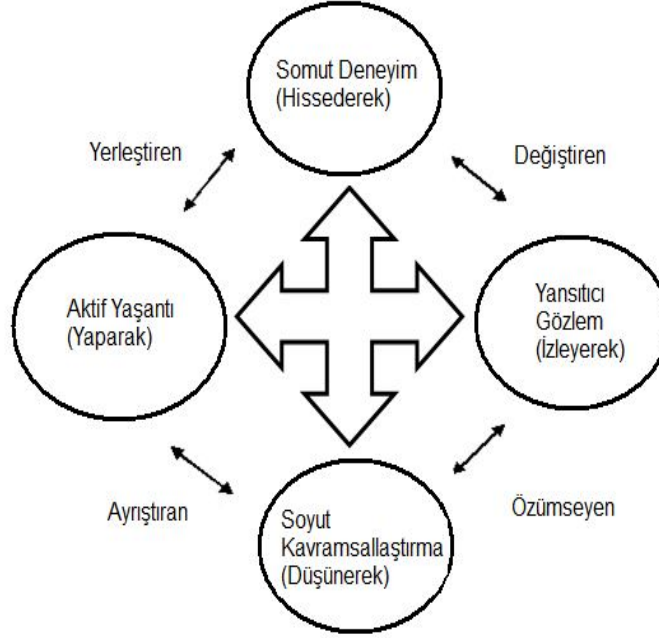 Somut Deneyim
(Hissederek)
Yerleştiren
Değiştiren
Aktif Yaşantı
(Yaparak)
Yansıtıcı
Gözlem
(İzleyerek)
Ayrıştıran
Özümseyen
Soyut
Kavramsallaştırma
(Düşünerek)